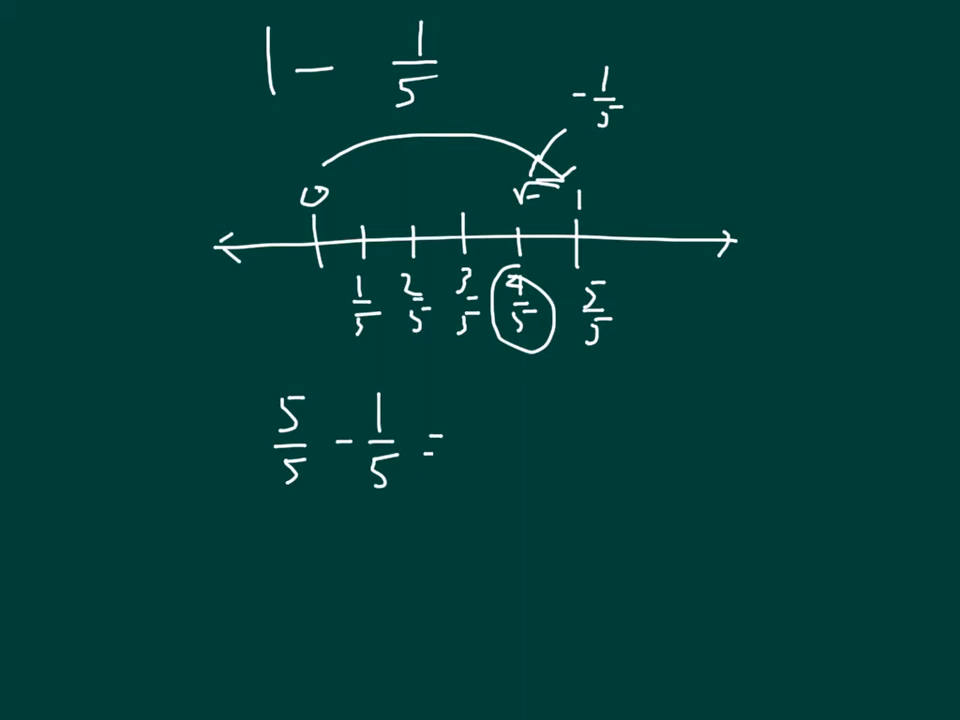 1 - 1/5
- 1/5
0 1
1/5 2/5 3/5 4/5 5/5
5/5 - 1/5 =